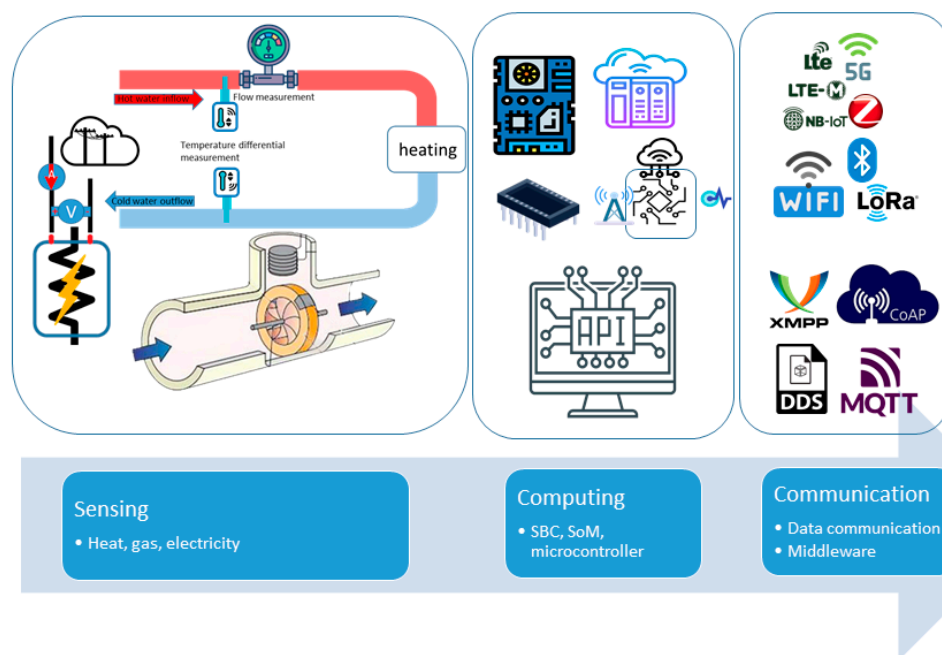 Hot water inflow
Flow measurement
Temperature differential
measurement
heating
A
Cold water outflow
V
API
Lte
5G
LTE-M
NB-IoT
Z
WiFi
LoRa
XMPP
CoAP
DDS
MQTT
Sensing
• Heat, gas, electricity
Computing
• SBC, SoM,
microcontroller
Communication
• Data communication
• Middleware